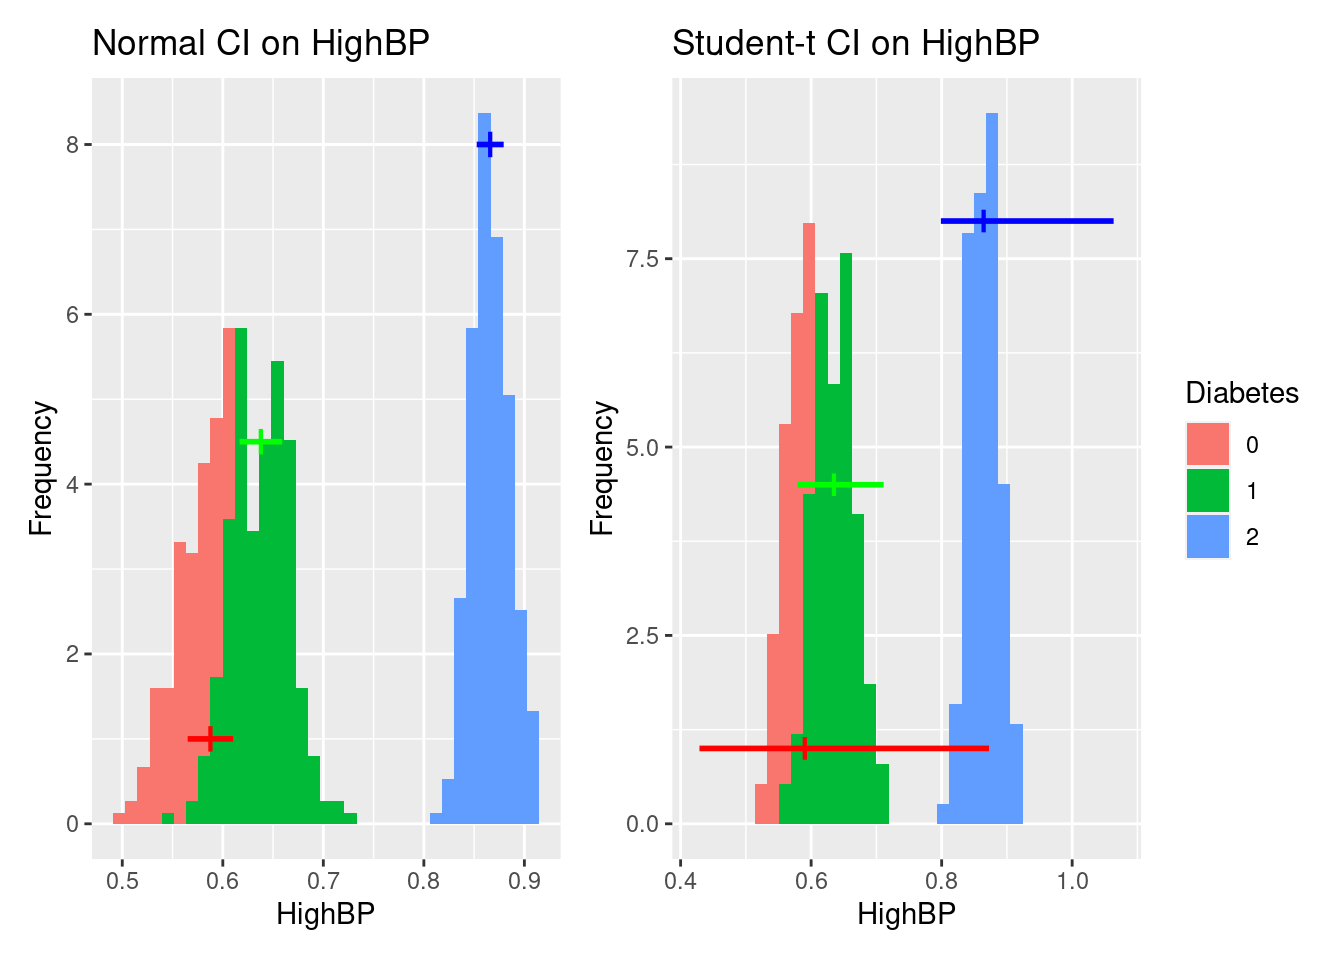 Normal CI on HighBP
Frequency
8
6
4
2
0
0.5 0.6 0.7 0.8 0.9
HighBP
Student-t CI on HighBP
Frequency
7.5
5.0
2.5
0.0
0.4 0.6 0.8 1.0
HighBP
Diabetes
0
1
2